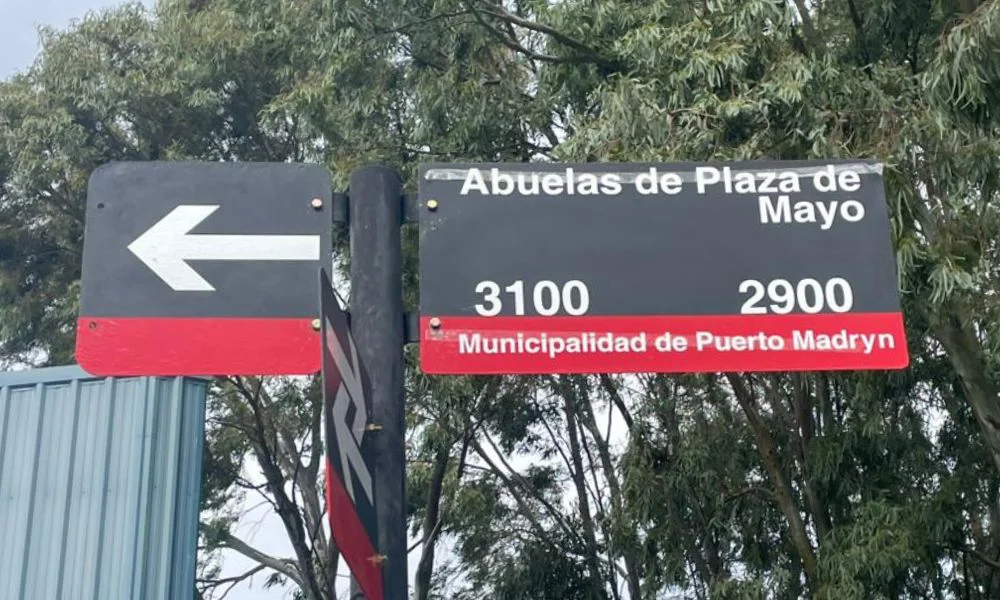 Abuelas de Plaza de
Mayo
3100 2900
Municipalidad de Puerto Madryn